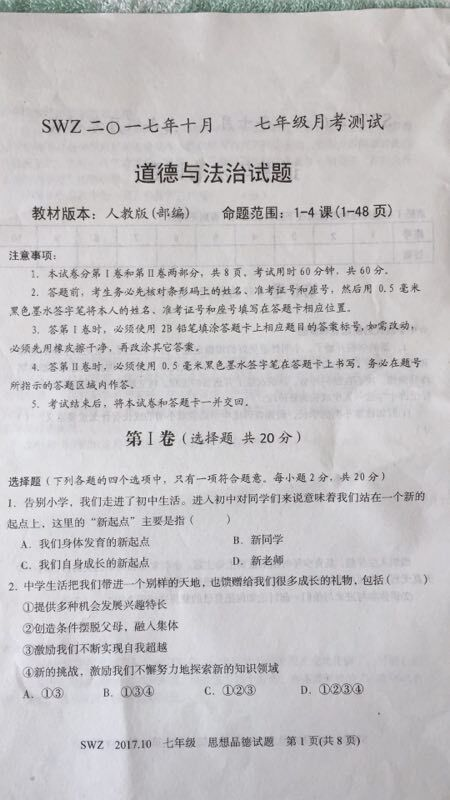 SWZ 二〇一七年十月 七年级月考测试
道德与法治试题
教材版本：人教版(部编) 命题范围：1-4课(1-48页)
注意事项：
1. 本试卷分第Ⅰ卷和第Ⅱ卷两部分，共8页。考试用时60分钟，共60分。
2. 答题前，考生务必先核对条形码上的姓名、准考证号和座号，然后用0.5毫米
黑色墨水签字笔将本人的姓名、准考证号和座号填写在答题卡相应位置。
3. 答第Ⅰ卷时，必须使用2B铅笔填涂答题卡上相应题目的答案标号,如需改动，
必须先用橡皮擦干净，再改涂其它答案。
4. 答第Ⅱ卷时，必须使用0.5毫米黑色墨水签字笔在答题卡上书写。务必在题号
所指示的答题区域内作答。
5. 考试结束后，将本试卷和答题卡一并交回。
第Ⅰ卷(选择题 共20分)
选择题（下列各题的四个选项中，只有一项符合题意。每小题2分，共20分）
1. 告别小学，我们走进了初中生活。进入初中对同学们来说意味着我们站在一个新的
起点上，这里的“新起点”主要是指（ ）
A. 我们身体发育的新起点 B. 新同学
C. 我们自身成长的新起点 D. 新老师
2. 中学生活把我们带进一个别样的天地，也馈赠给我们很多成长的礼物，包括( )
①提供多种机会发展兴趣特长
②创造条件摆脱父母，融入集体
③激励我们不断实现自我超越
④新的挑战，激励我们不懈努力地探索新的知识领域
A. ①③ B. ①③④ C. ①②③ D. ①②③④
SWZ 2017.10 七年级 思想品德试题 第1页(共8页)